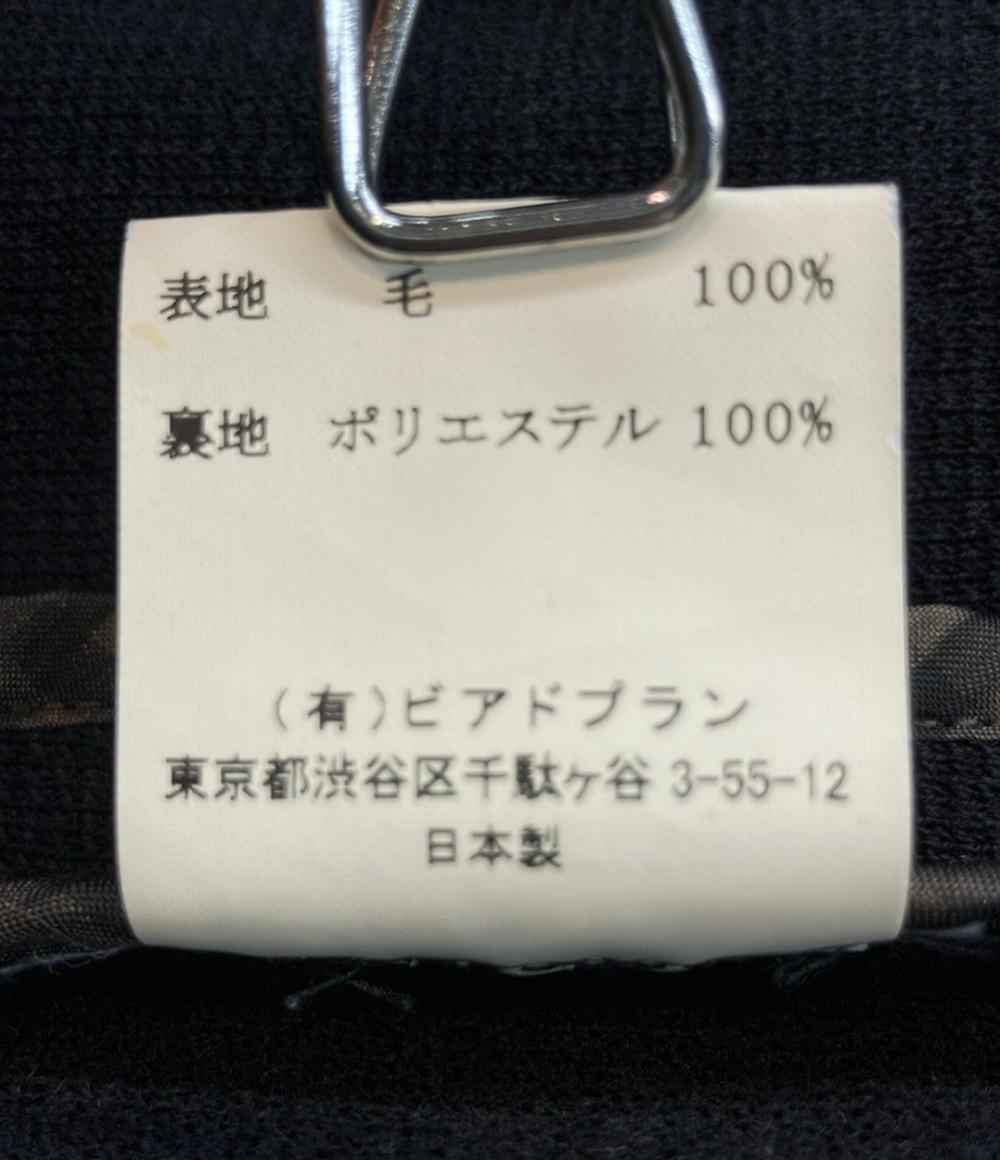 表地 毛 100%
裏地 ポリエステル 100%
(有)ビアドプラン
東京都渋谷区千駄ヶ谷 3-55-12
日本製